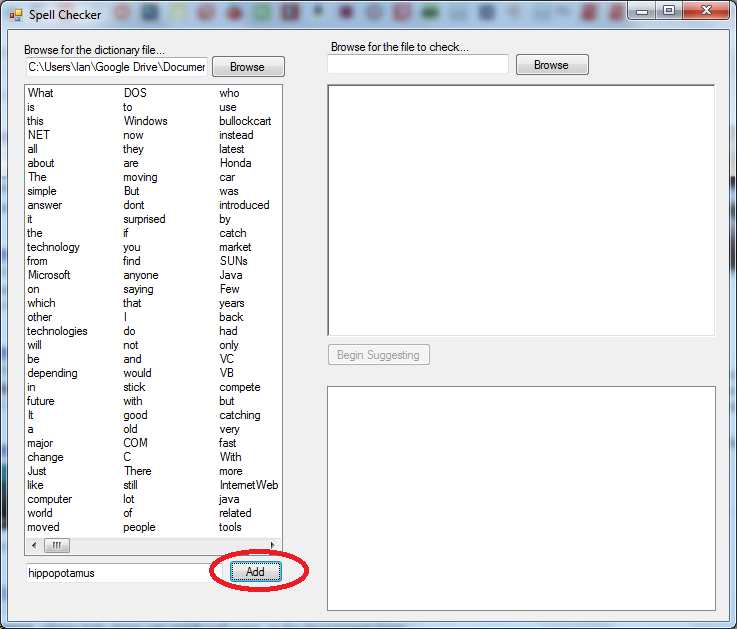 Spell Checker
Browse for the dictionary file...
C:\Users\Ian\Google Drive\Documer
Browse
What DOS who
is to use
this Windows bullockcart
NET now instead
all they latest
about are Honda
The moving car
simple But was
answer dont introduced
it surprised by
the if catch
technology you market
from find SUNs
Microsoft anyone Java
on saying Few
which that years
other I back
technologies do had
will not only
be and VC
depending would VB
in stick compete
future with but
It good catching
a old very
major COM fast
change C With
Just There more
like still InternetWeb
computer lot java
world of related
moved people tools
hippopotamus
Add
Browse for the file to check...
Browse
Begin Suggesting